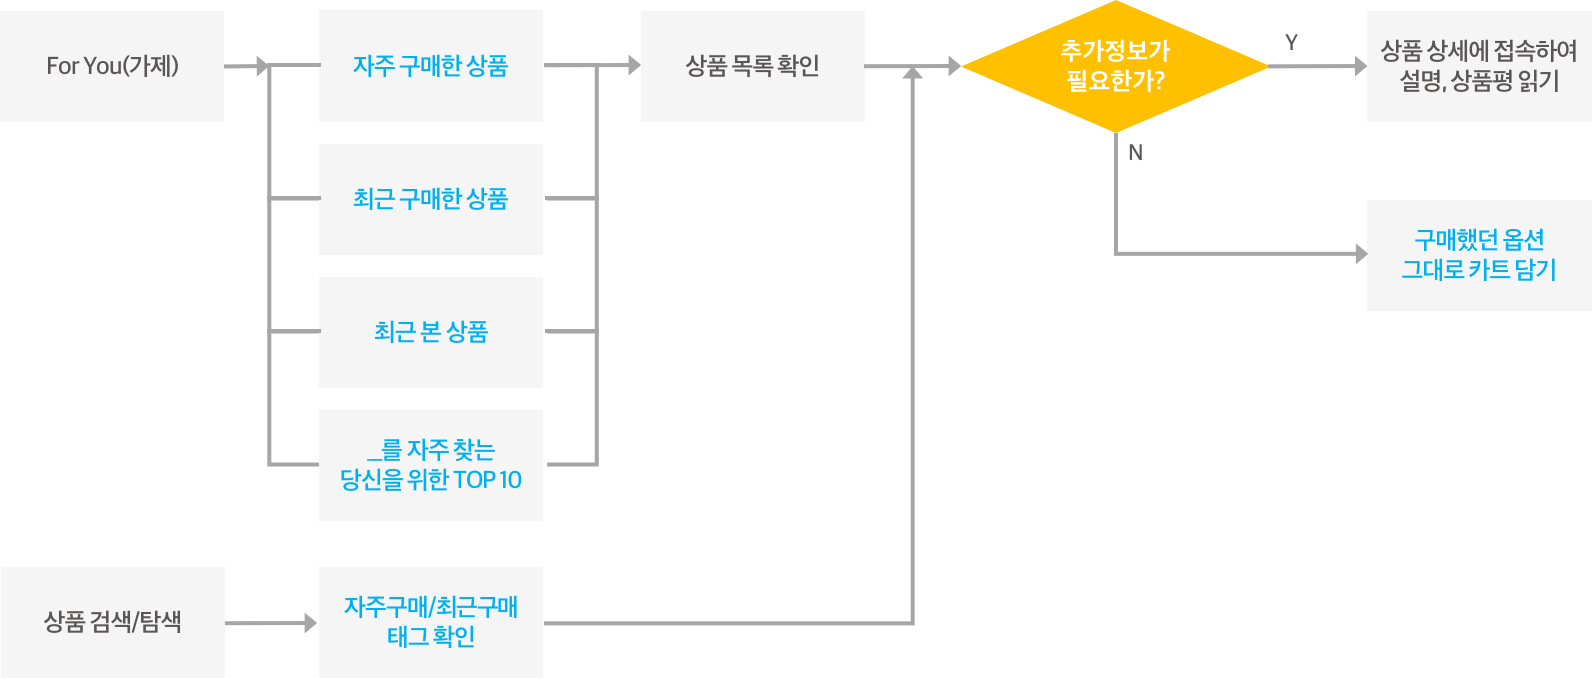 For You(가제)
자주 구매한 상품
상품 목록 확인
추가정보가
필요한가?
Y
상품 상세에 접속하여
설명, 상품평 읽기
N
최근 구매한 상품
구매했던 옵션
그대로 카트 담기
최근 본 상품
_를 자주 찾는
당신을 위한 TOP 10
상품 검색/탐색
자주구매/최근구매
태그 확인